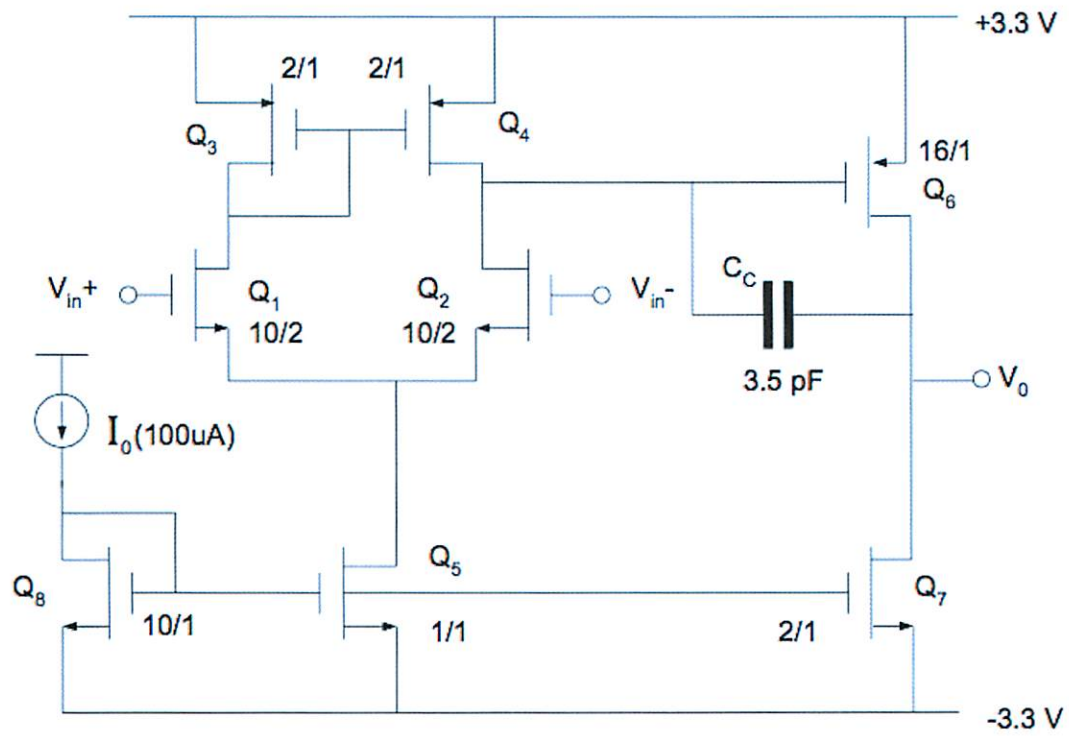 +3.3 V
2/1
2/1
Q3
Q4
16/1
Q6
Vin+
Q1
Q2
Vin-
CC
10/2
10/2
3.5 pF
V0
I0(100uA)
Q8
Q5
Q7
10/1
1/1
2/1
-3.3 V